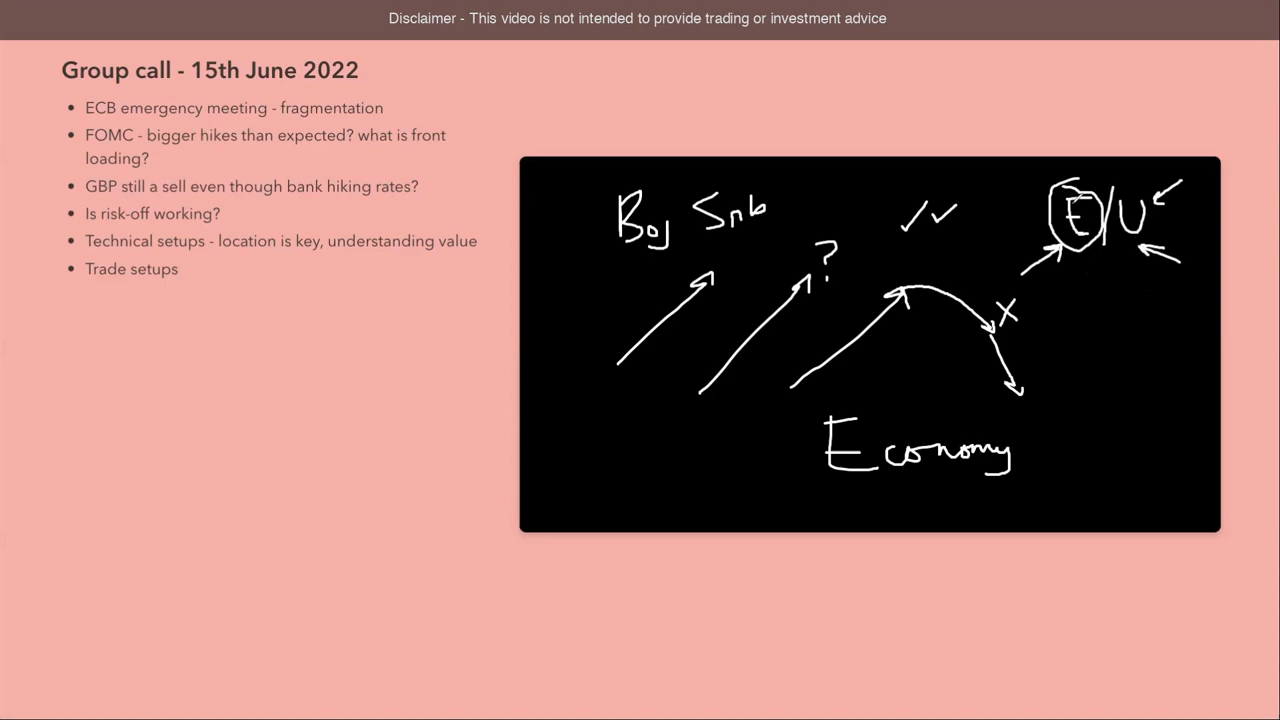 Disclaimer - This video is not intended to provide trading or investment advice
Group call - 15th June 2022
• ECB emergency meeting - fragmentation
• FOMC - bigger hikes than expected? what is front
loading?
• GBP still a sell even though bank hiking rates?
• Is risk-off working?
• Technical setups - location is key, understanding value
• Trade setups
Boj Snb
E/U
?
X
Economy